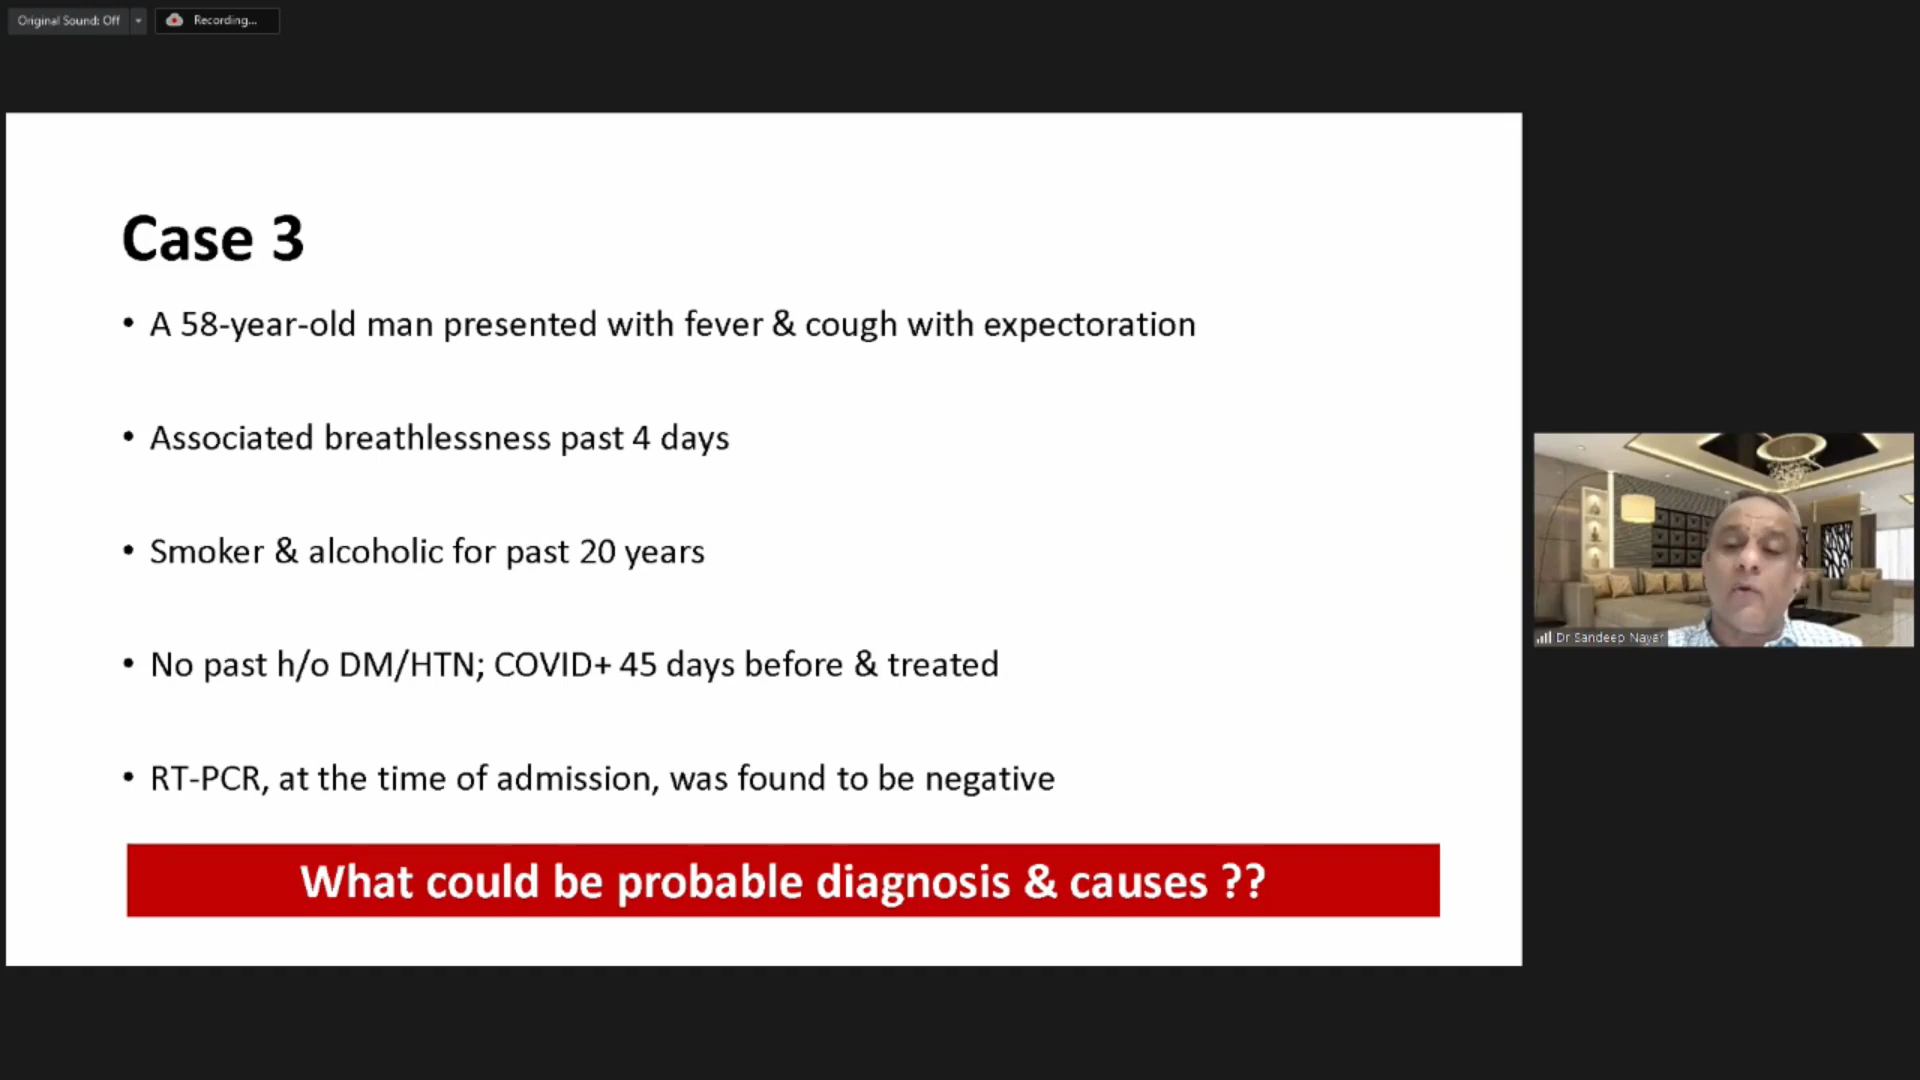 Original Sound: Off
Recording...
Case 3
• A 58-year-old man presented with fever & cough with expectoration
• Associated breathlessness past 4 days
• Smoker & alcoholic for past 20 years
• No past h/o DM/HTN; COVID+ 45 days before & treated
• RT-PCR, at the time of admission, was found to be negative
What could be probable diagnosis & causes ??
Dr Sandeep Nayar